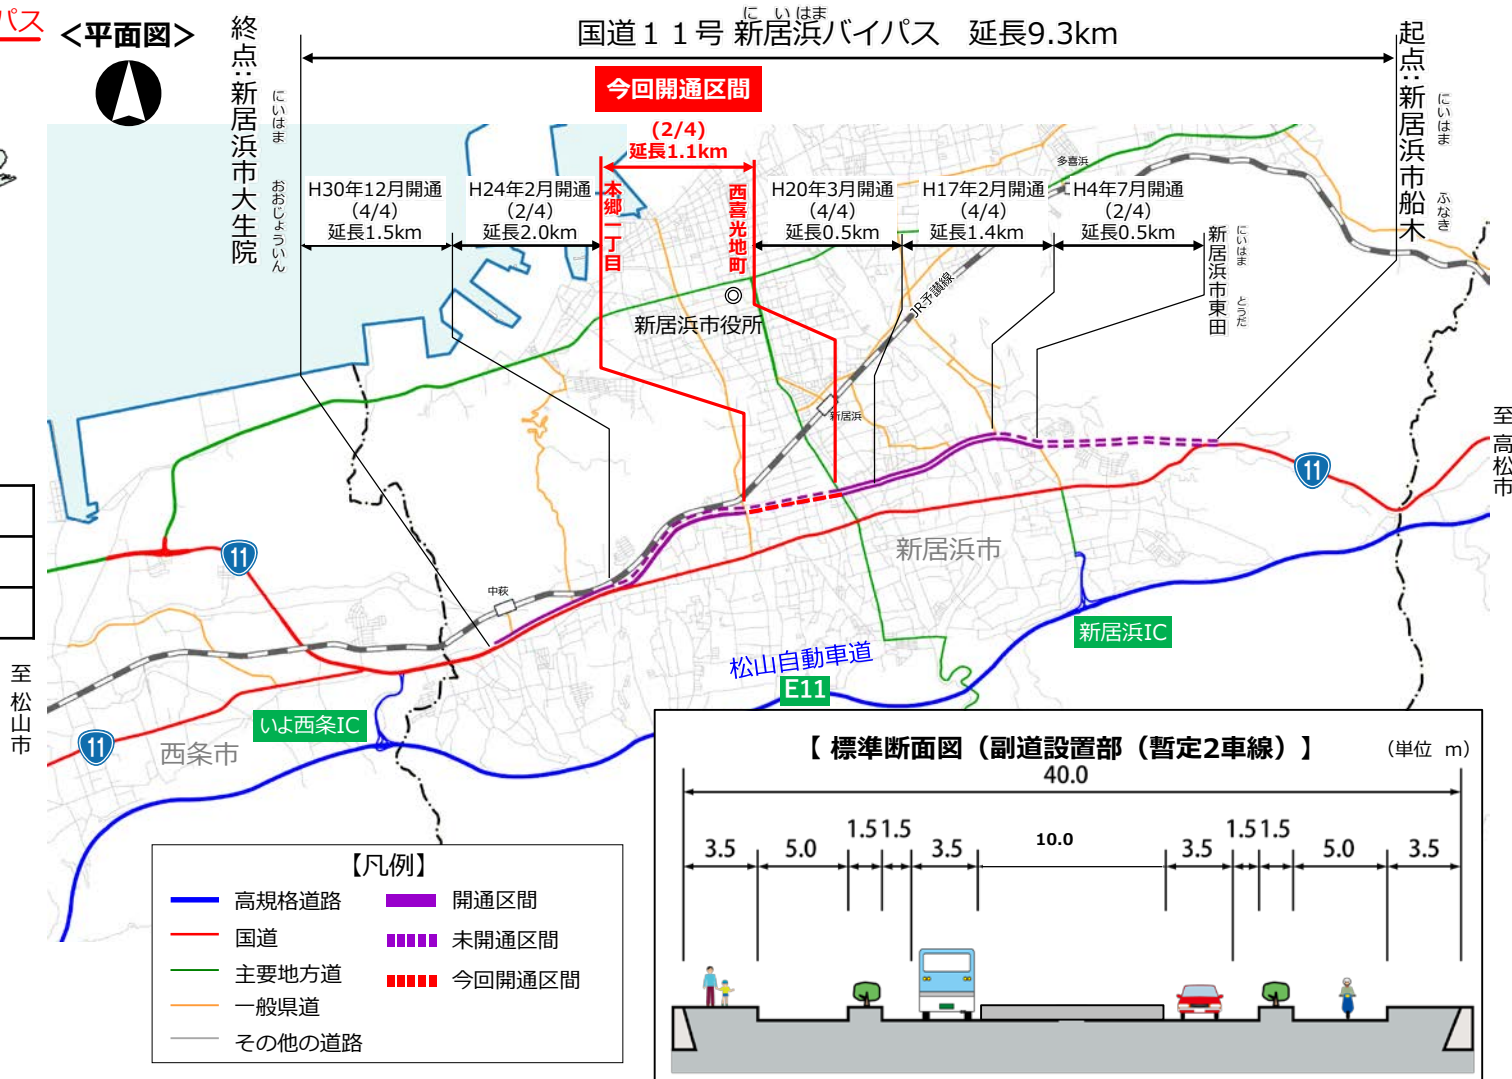 パス
<平面図>
国道１１号 新居浜バイパス　延長9.3km
に いはま
今回開通区間
(2/4)
延長1.1km
終点：新居浜市大生院
にいはま
おおじょういん
起点：新居浜市船木
にいはま
ふなき
H30年12月開通
(4/4)
延長1.5km
H24年2月開通
(2/4)
延長2.0km
本郷一丁目
西喜光地町
H20年3月開通
(4/4)
延長0.5km
H17年2月開通
(4/4)
延長1.4km
H4年7月開通
(2/4)
延長0.5km
新居浜市東田
にいはま
とうだ
多喜浜
JR予讃線
新居浜市役所
新居浜
中萩
新居浜市
西条市
11
11
11
至 高松市
至 松山市
新居浜IC
いよ西条IC
松山自動車道
E11
【凡例】
高規格道路
国道
主要地方道
一般県道
その他の道路
開通区間
未開通区間
今回開通区間
【 標準断面図（副道設置部（暫定2車線）】
（単位 m）
40.0
3.5 5.0 1.5 1.5 3.5 10.0 3.5 1.5 1.5 5.0 3.5